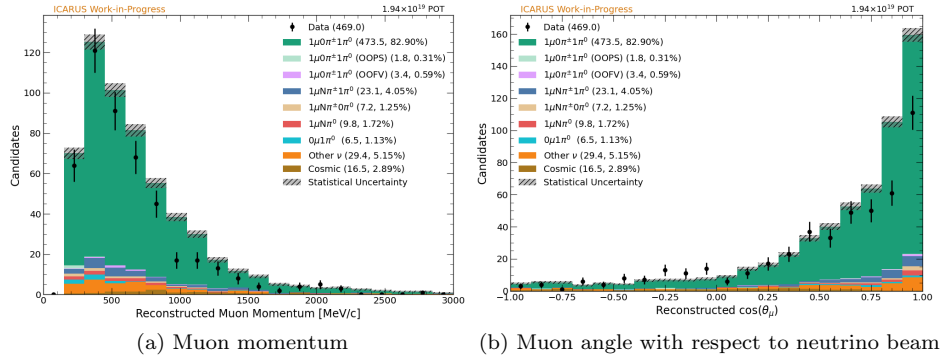 ICARUS Work-in-Progress
1.94×10¹⁹ POT
Data (469.0)
1μ0π±1π⁰ (473.5, 82.90%)
1μ0π±1π⁰ (OOPS) (1.8, 0.31%)
1μ0π±1π⁰ (OOFV) (3.4, 0.59%)
1μNπ±1π⁰ (23.1, 4.05%)
1μNπ±0π⁰ (7.2, 1.25%)
1μNπ⁰ (9.8, 1.72%)
0μ1π⁰ (6.5, 1.13%)
Other ν (29.4, 5.15%)
Cosmic (16.5, 2.89%)
Statistical Uncertainty
Candidates
120
100
80
60
40
20
0
0 500 1000 1500 2000 2500 3000
Reconstructed Muon Momentum [MeV/c]
(a) Muon momentum
ICARUS Work-in-Progress
1.94×10¹⁹ POT
Data (469.0)
1μ0π±1π⁰ (473.5, 82.90%)
1μ0π±1π⁰ (OOPS) (1.8, 0.31%)
1μ0π±1π⁰ (OOFV) (3.4, 0.59%)
1μNπ±1π⁰ (23.1, 4.05%)
1μNπ±0π⁰ (7.2, 1.25%)
1μNπ⁰ (9.8, 1.72%)
0μ1π⁰ (6.5, 1.13%)
Other ν (29.4, 5.15%)
Cosmic (16.5, 2.89%)
Statistical Uncertainty
Candidates
160
140
120
100
80
60
40
20
0
-1.00 -0.75 -0.50 -0.25 0.00 0.25 0.50 0.75 1.00
Reconstructed cos(θμ)
(b) Muon angle with respect to neutrino beam